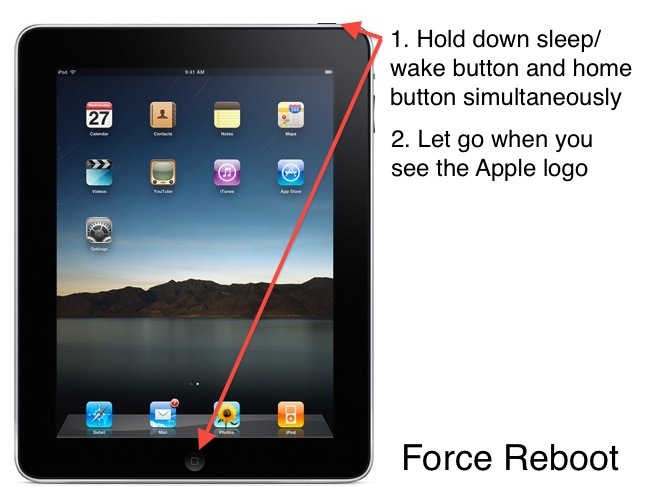 1. Hold down sleep/
wake button and home
button simultaneously
2. Let go when you
see the Apple logo
iPad
9:41 AM
Wednesday
27
Calendar
Contacts
Notes
Maps
280
Videos
YouTube
iTunes
App Store
Settings
Safari
Mail
Photos
iPod
Force Reboot